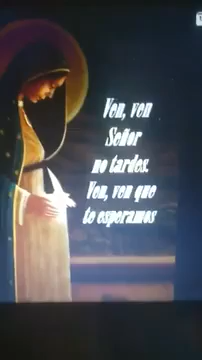 Ven, ven
Señor
no tardes.
Ven, ven que
te esperamos